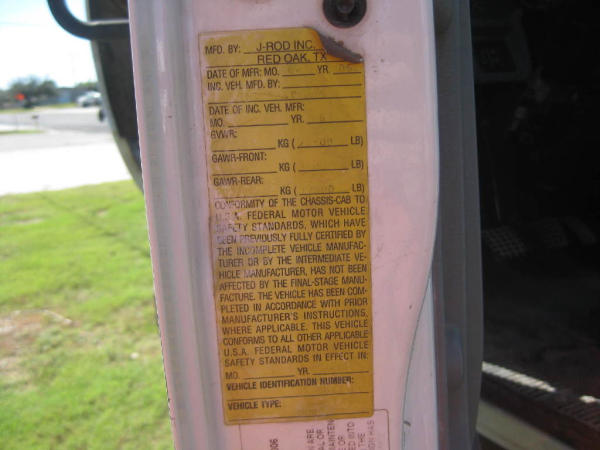 MFD. BY: J-ROD INC.
RED OAK, TX
DATE OF MFR: MO. YR. 05
INC. VEH. MFD. BY:
DATE OF INC. VEH. MFR:
MO. YR.
GVWR:
KG ( LB)
GAWR-FRONT:
KG ( LB)
GAWR-REAR:
KG ( LB)
CONFORMITY OF THE CHASSIS-CAB TO
U.S.A. FEDERAL MOTOR VEHICLE
SAFETY STANDARDS, WHICH HAVE
BEEN PREVIOUSLY FULLY CERTIFIED BY
THE INCOMPLETE VEHICLE MANUFAC-
TURER OR BY THE INTERMEDIATE VE-
HICLE MANUFACTURER, HAS NOT BEEN
AFFECTED BY THE FINAL-STAGE MANU-
FACTURE. THE VEHICLE HAS BEEN COM-
PLETED IN ACCORDANCE WITH PRIOR
MANUFACTURER'S INSTRUCTIONS,
WHERE APPLICABLE. THIS VEHICLE
CONFORMS TO ALL OTHER APPLICABLE
U.S.A. FEDERAL MOTOR VEHICLE
SAFETY STANDARDS IN EFFECT IN:
MO. YR.
VEHICLE IDENTIFICATION NUMBER:
VEHICLE TYPE: